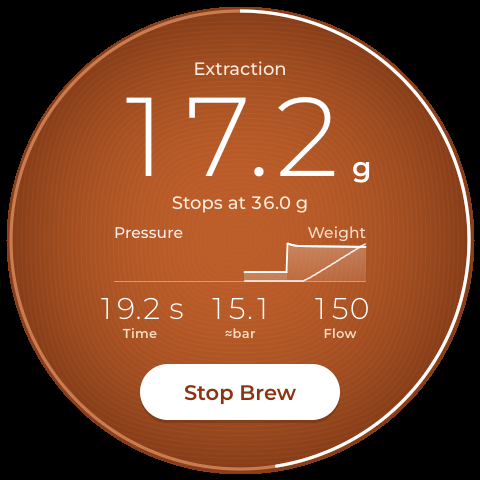 Extraction
17.2 g
Stops at 36.0 g
Pressure Weight
19.2 s 15.1 150
Time ≈bar Flow
Stop Brew